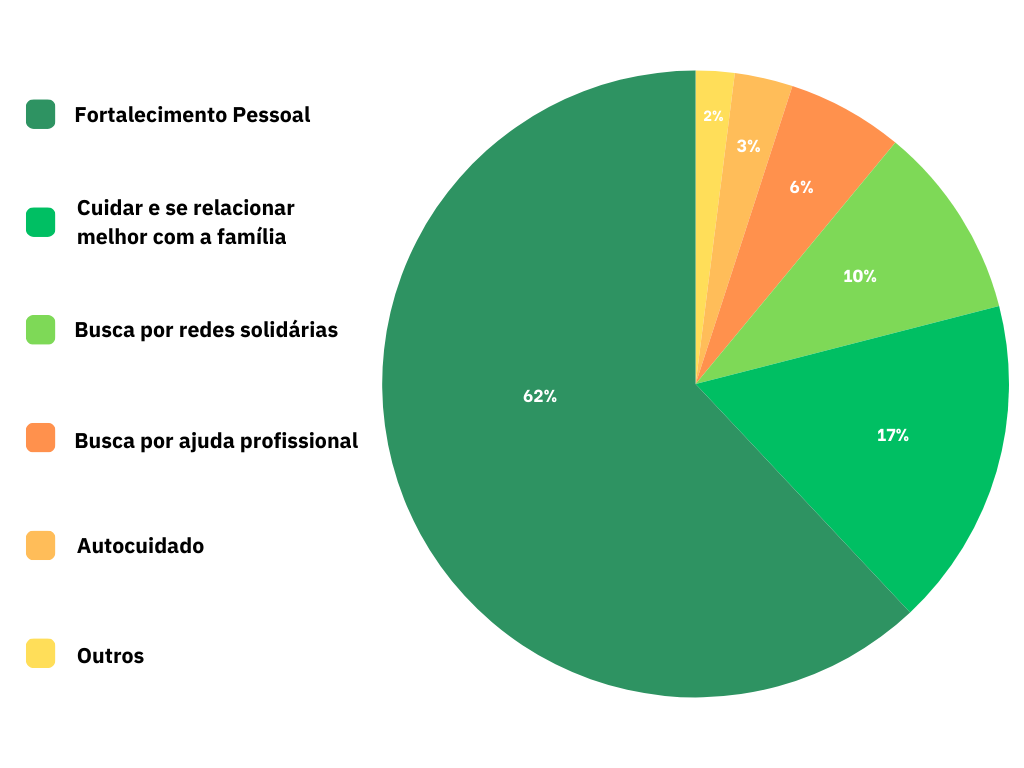 Fortalecimento Pessoal
Cuidar e se relacionar
melhor com a família
Busca por redes solidárias
Busca por ajuda profissional
Autocuidado
Outros
2%
3%
6%
10%
17%
62%